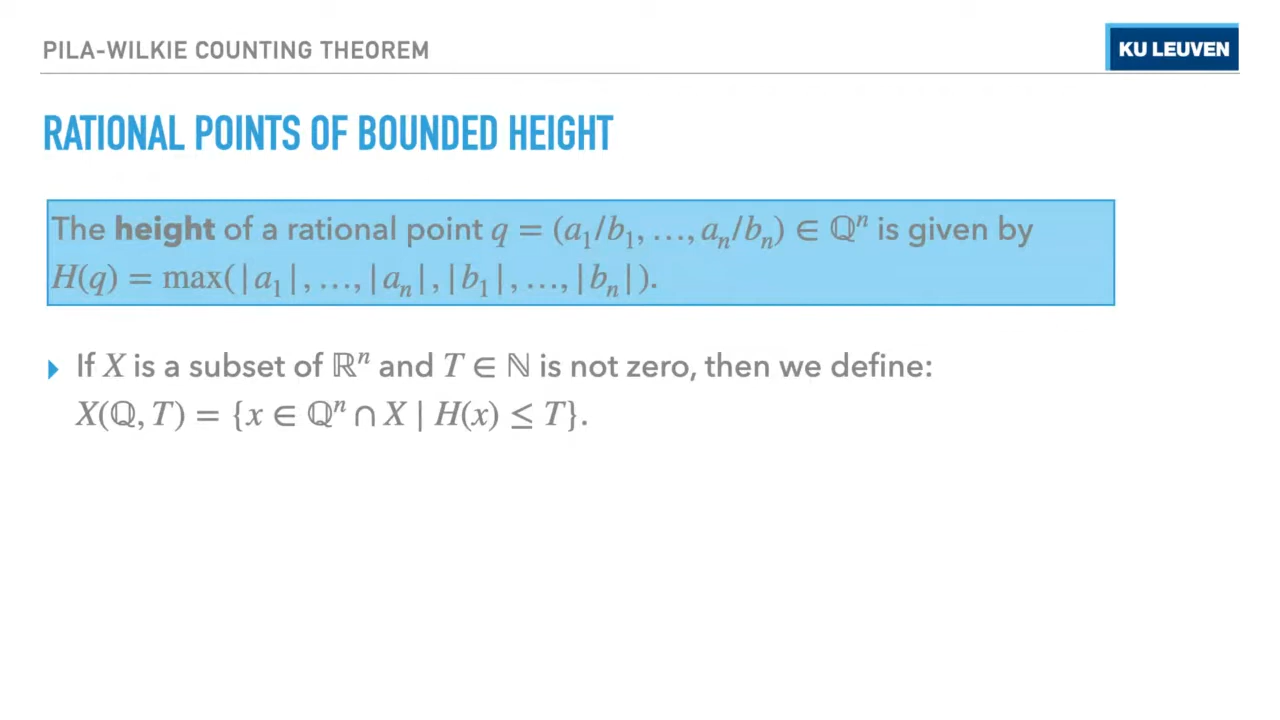 PILA-WILKIE COUNTING THEOREM
KU LEUVEN
RATIONAL POINTS OF BOUNDED HEIGHT
The height of a rational point q = (a₁/b₁, …, aₙ/bₙ) ∈ ℚⁿ is given by
H(q) = max(|a₁|, …, |aₙ|, |b₁|, …, |bₙ|).
If X is a subset of ℝⁿ and T ∈ ℕ is not zero, then we define:
X(ℚ, T) = {x ∈ ℚⁿ ∩ X | H(x) ≤ T}.